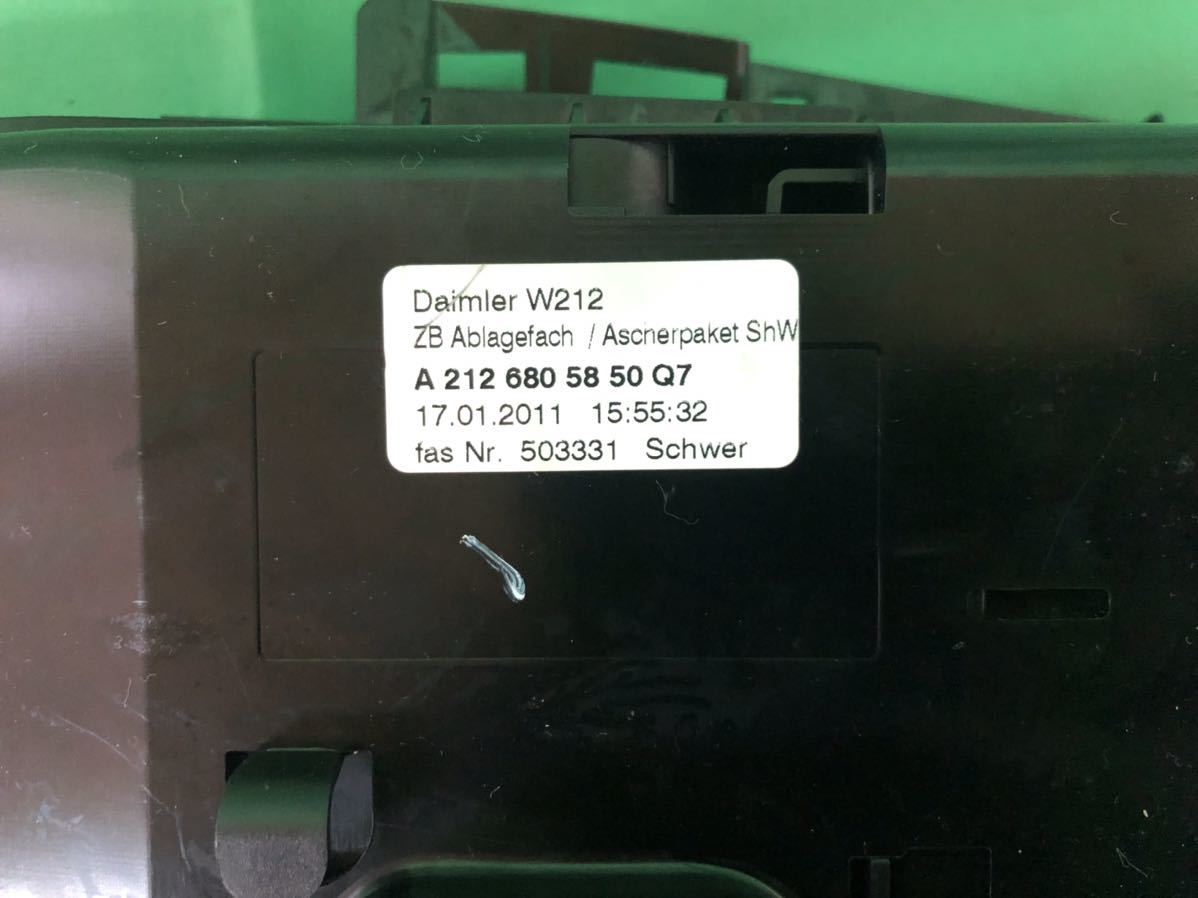 Daimler W212
ZB Ablagefach / Ascherpaket ShW
A 212 680 58 50 Q7
17.01.2011 15:55:32
fas Nr. 503331 Schwer